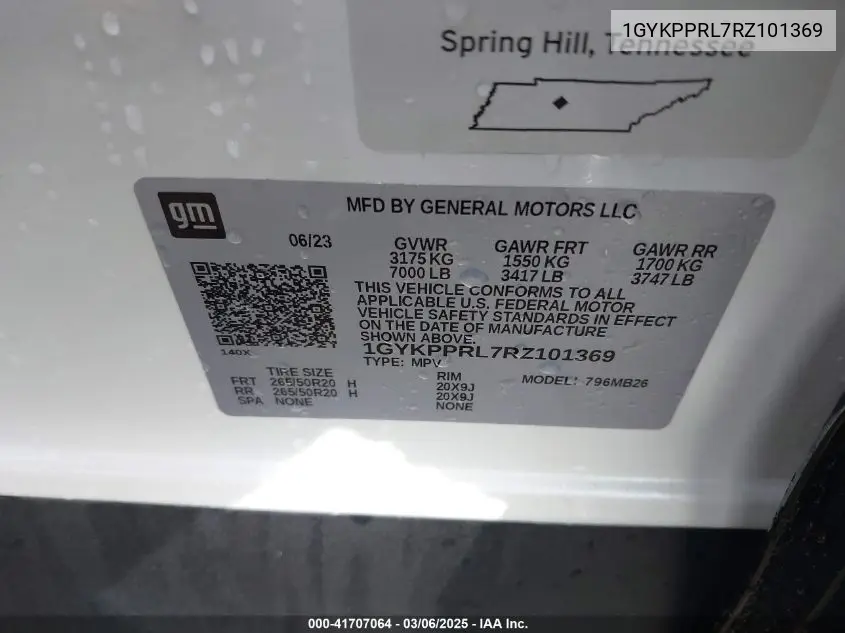 1GYKPPRL7RZ101369
Spring Hill, Tennessee
gm
MFD BY GENERAL MOTORS LLC
06/23 GVWR GAWR FRT GAWR RR
3175 KG 1550 KG 1700 KG
7000 LB 3417 LB 3747 LB
THIS VEHICLE CONFORMS TO ALL
APPLICABLE U.S. FEDERAL MOTOR
VEHICLE SAFETY STANDARDS IN EFFECT
ON THE DATE OF MANUFACTURE
SHOWN ABOVE.
140X
1GYKPPRL7RZ101369
TYPE: MPV
TIRE SIZE RIM MODEL: 796MB26
FRT 265/50R20 H 20X9J
RR 265/50R20 H 20X9J
SPA NONE NONE
000-41707064 - 03/06/2025 - IAA Inc.